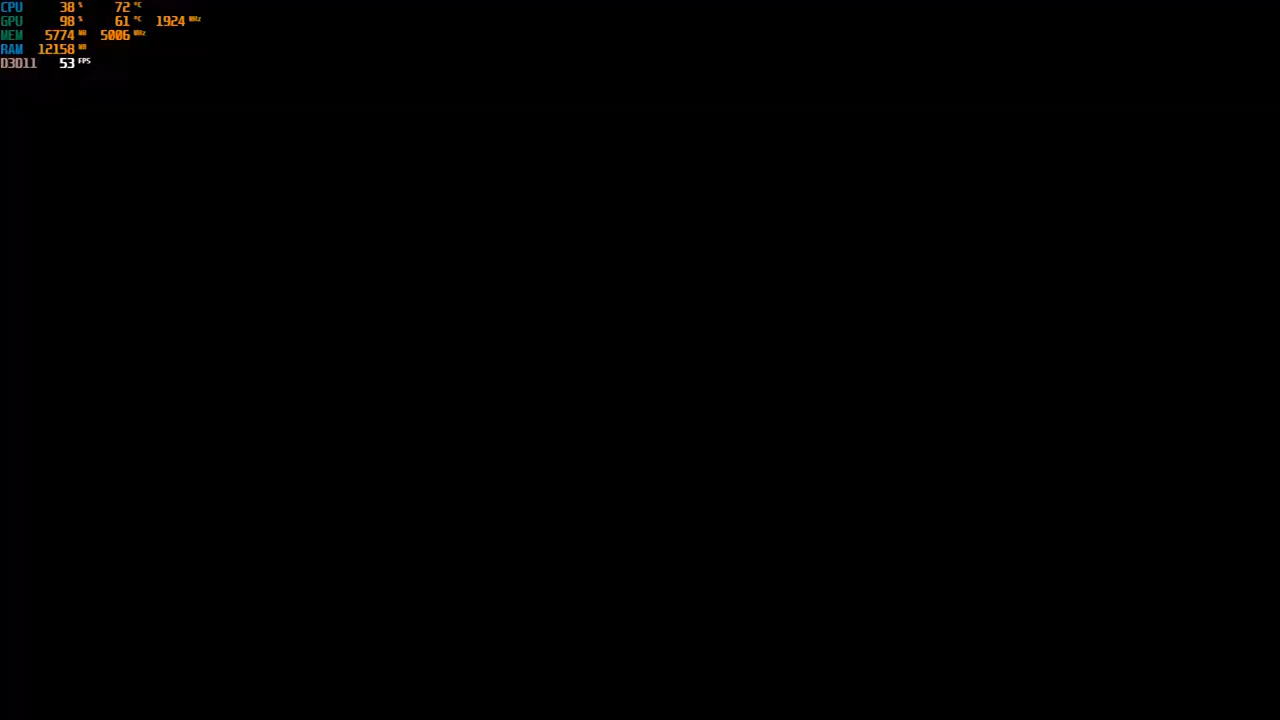 CPU 38 % 72 °C
GPU 98 % 61 °C 1924 MHz
MEM 5774 MB 5006 MHz
RAM 12158 MB
D3D11 53 FPS